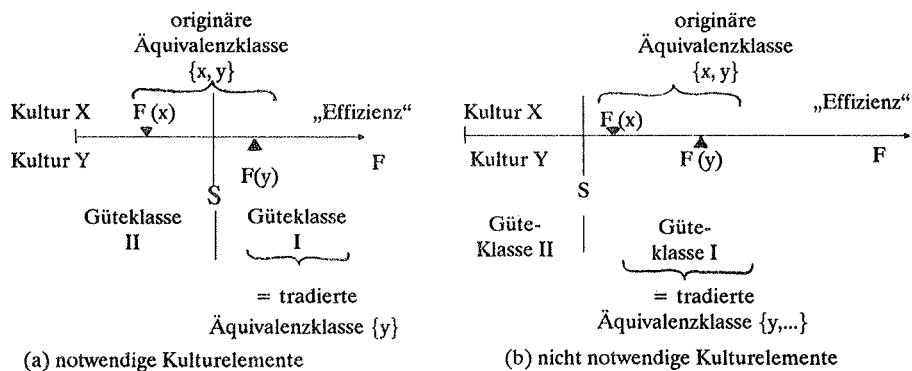 originäre
Äquivalenzklasse
{x, y}
Kultur X
F (x)
„Effizienz“
Kultur Y
F(y)
F
S
Güteklasse
II
Güteklasse
I
= tradierte
Äquivalenzklasse {y}
(a) notwendige Kulturelemente
originäre
Äquivalenzklasse
{x, y}
Kultur X
F (x)
„Effizienz“
Kultur Y
F(y)
F
S
Güte-
Klasse II
Güte-
klasse I
= tradierte
Äquivalenzklasse {y,...}
(b) nicht notwendige Kulturelemente